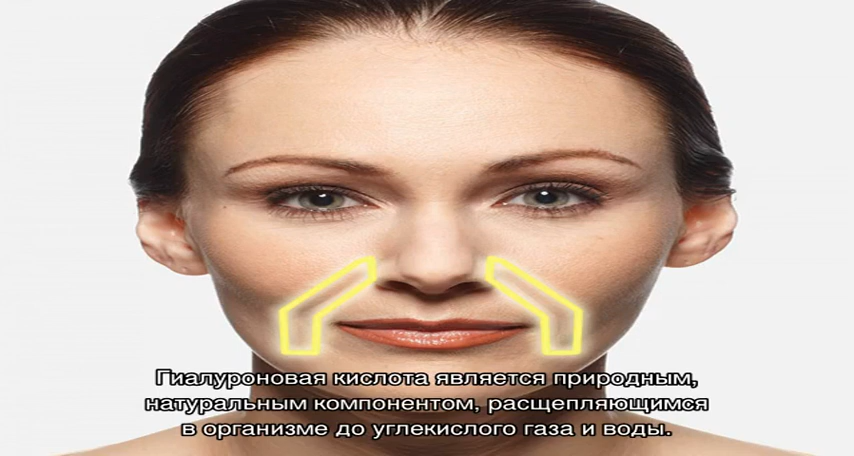 Гиалуроновая кислота является природным,
натуральным компонентом, расщепляющимся
в организме до углекислого газа и воды.